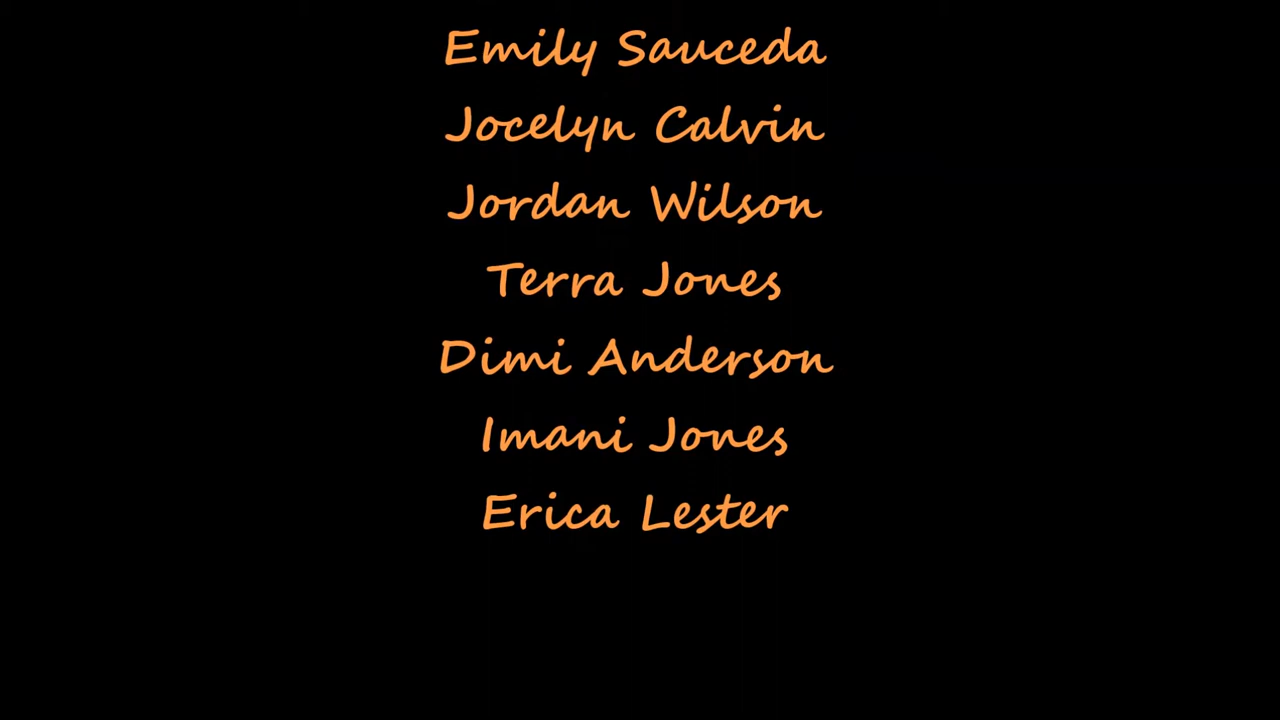 Emily Sauceda
Jocelyn Calvin
Jordan Wilson
Terra Jones
Dimi Anderson
Imani Jones
Erica Lester